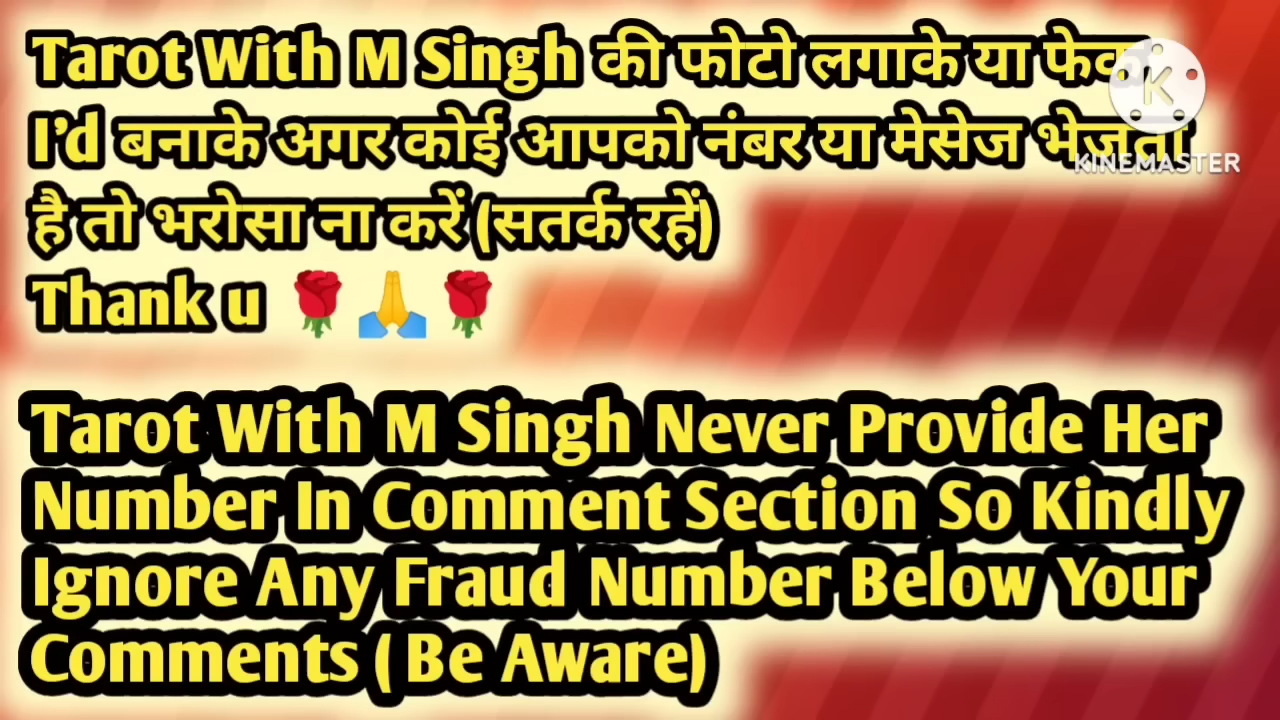 Tarot With M Singh की फोटो लगाके या फेक
I'd बनाके अगर कोई आपको नंबर या मेसेज भेजता
है तो भरोसा ना करें (सतर्क रहें)
Thank u 🌹🙏🌹
Tarot With M Singh Never Provide Her
Number In Comment Section So Kindly
Ignore Any Fraud Number Below Your
Comments ( Be Aware)
K
KINEMASTER